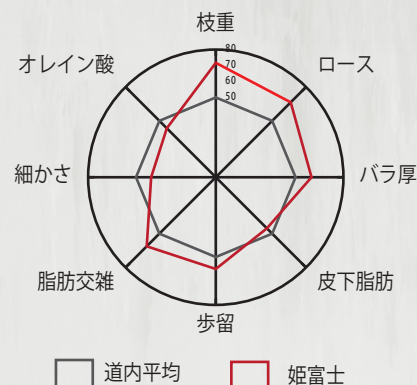 枝重
80
70
60
50
オレイン酸
ロース
細かさ
バラ厚
脂肪交雑
皮下脂肪
歩留
道内平均
姫富士